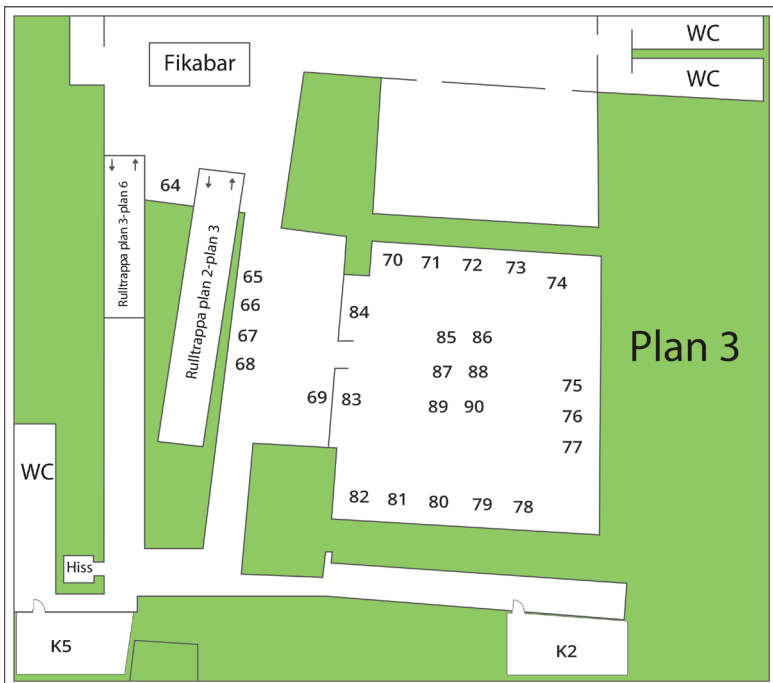 WC
Fikabar
WC
64
Rulltrappa plan 3-plan 6
Rulltrappa plan 2-plan 3
70 71 72 73 74
65
66
67
68
84
85 86
Plan 3
87 88
69 83
89 90
75
76
77
WC
82 81 80 79 78
Hiss
K5
K2